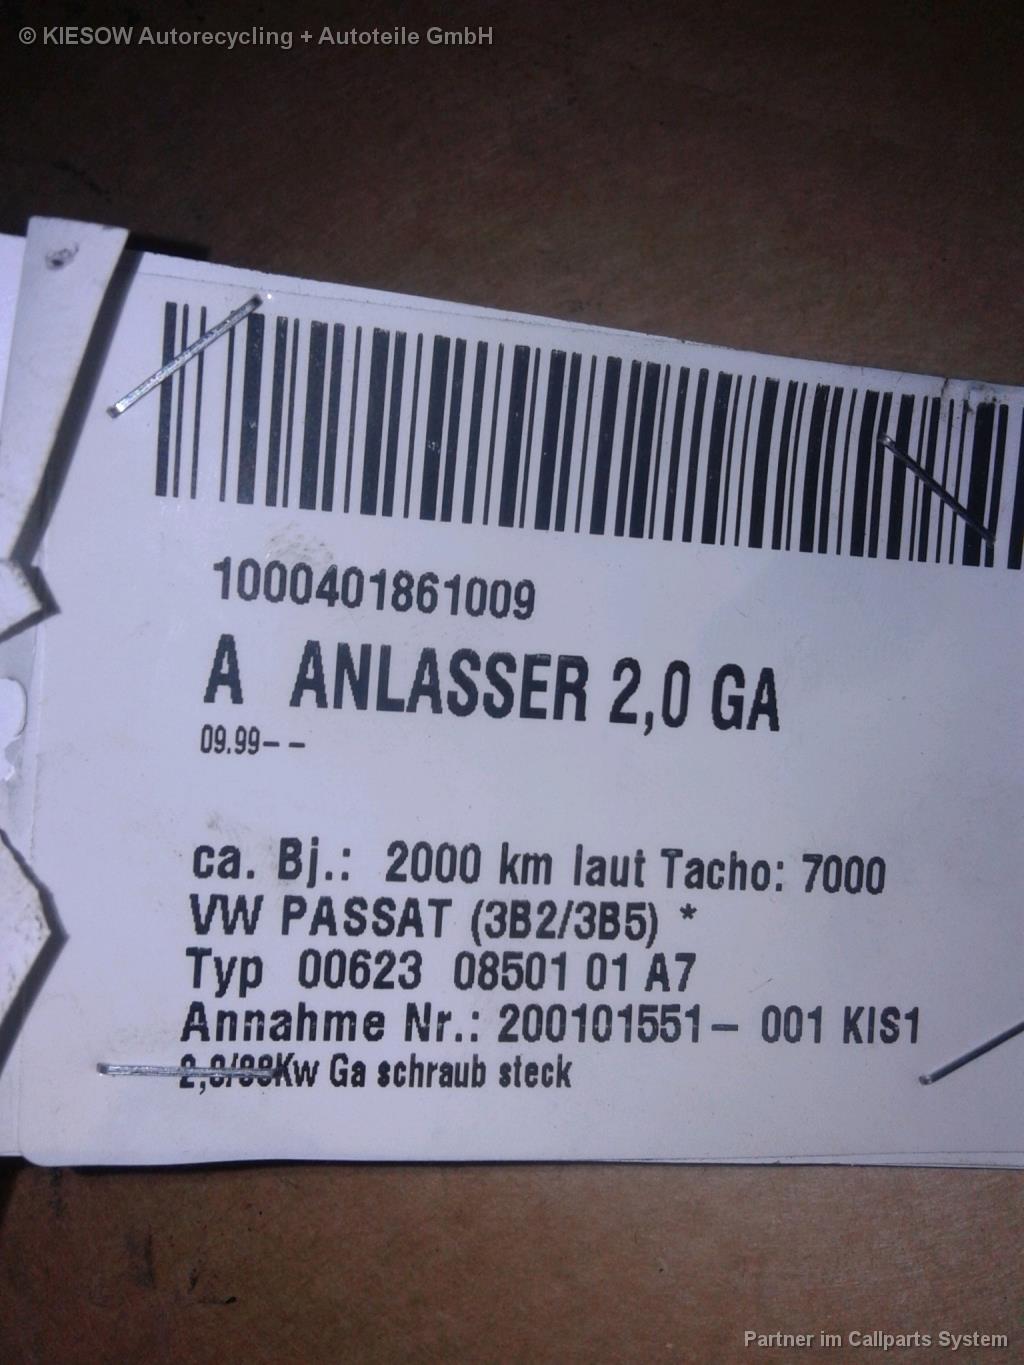 © KIESOW Autorecycling + Autoteile GmbH
1000401861009
A ANLASSER 2,0 GA
09.99- -
ca. Bj.: 2000 km laut Tacho: 7000
VW PASSAT (3B2/3B5) *
Typ 00623 08501 01 A7
Annahme Nr.: 200101551- 001 KIS1
Ga schraub steck
Partner im Callparts System